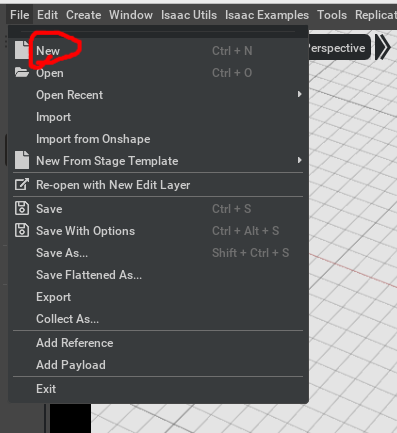 File Edit Create Window Isaac Utils Isaac Examples Tools Replicat
Perspective
New Ctrl + N
Open Ctrl + O
Open Recent
Import
Import from Onshape
New From Stage Template
Re-open with New Edit Layer
Save Ctrl + S
Save With Options Ctrl + Alt + S
Save As... Shift + Ctrl + S
Save Flattened As...
Export
Collect As...
Add Reference
Add Payload
Exit